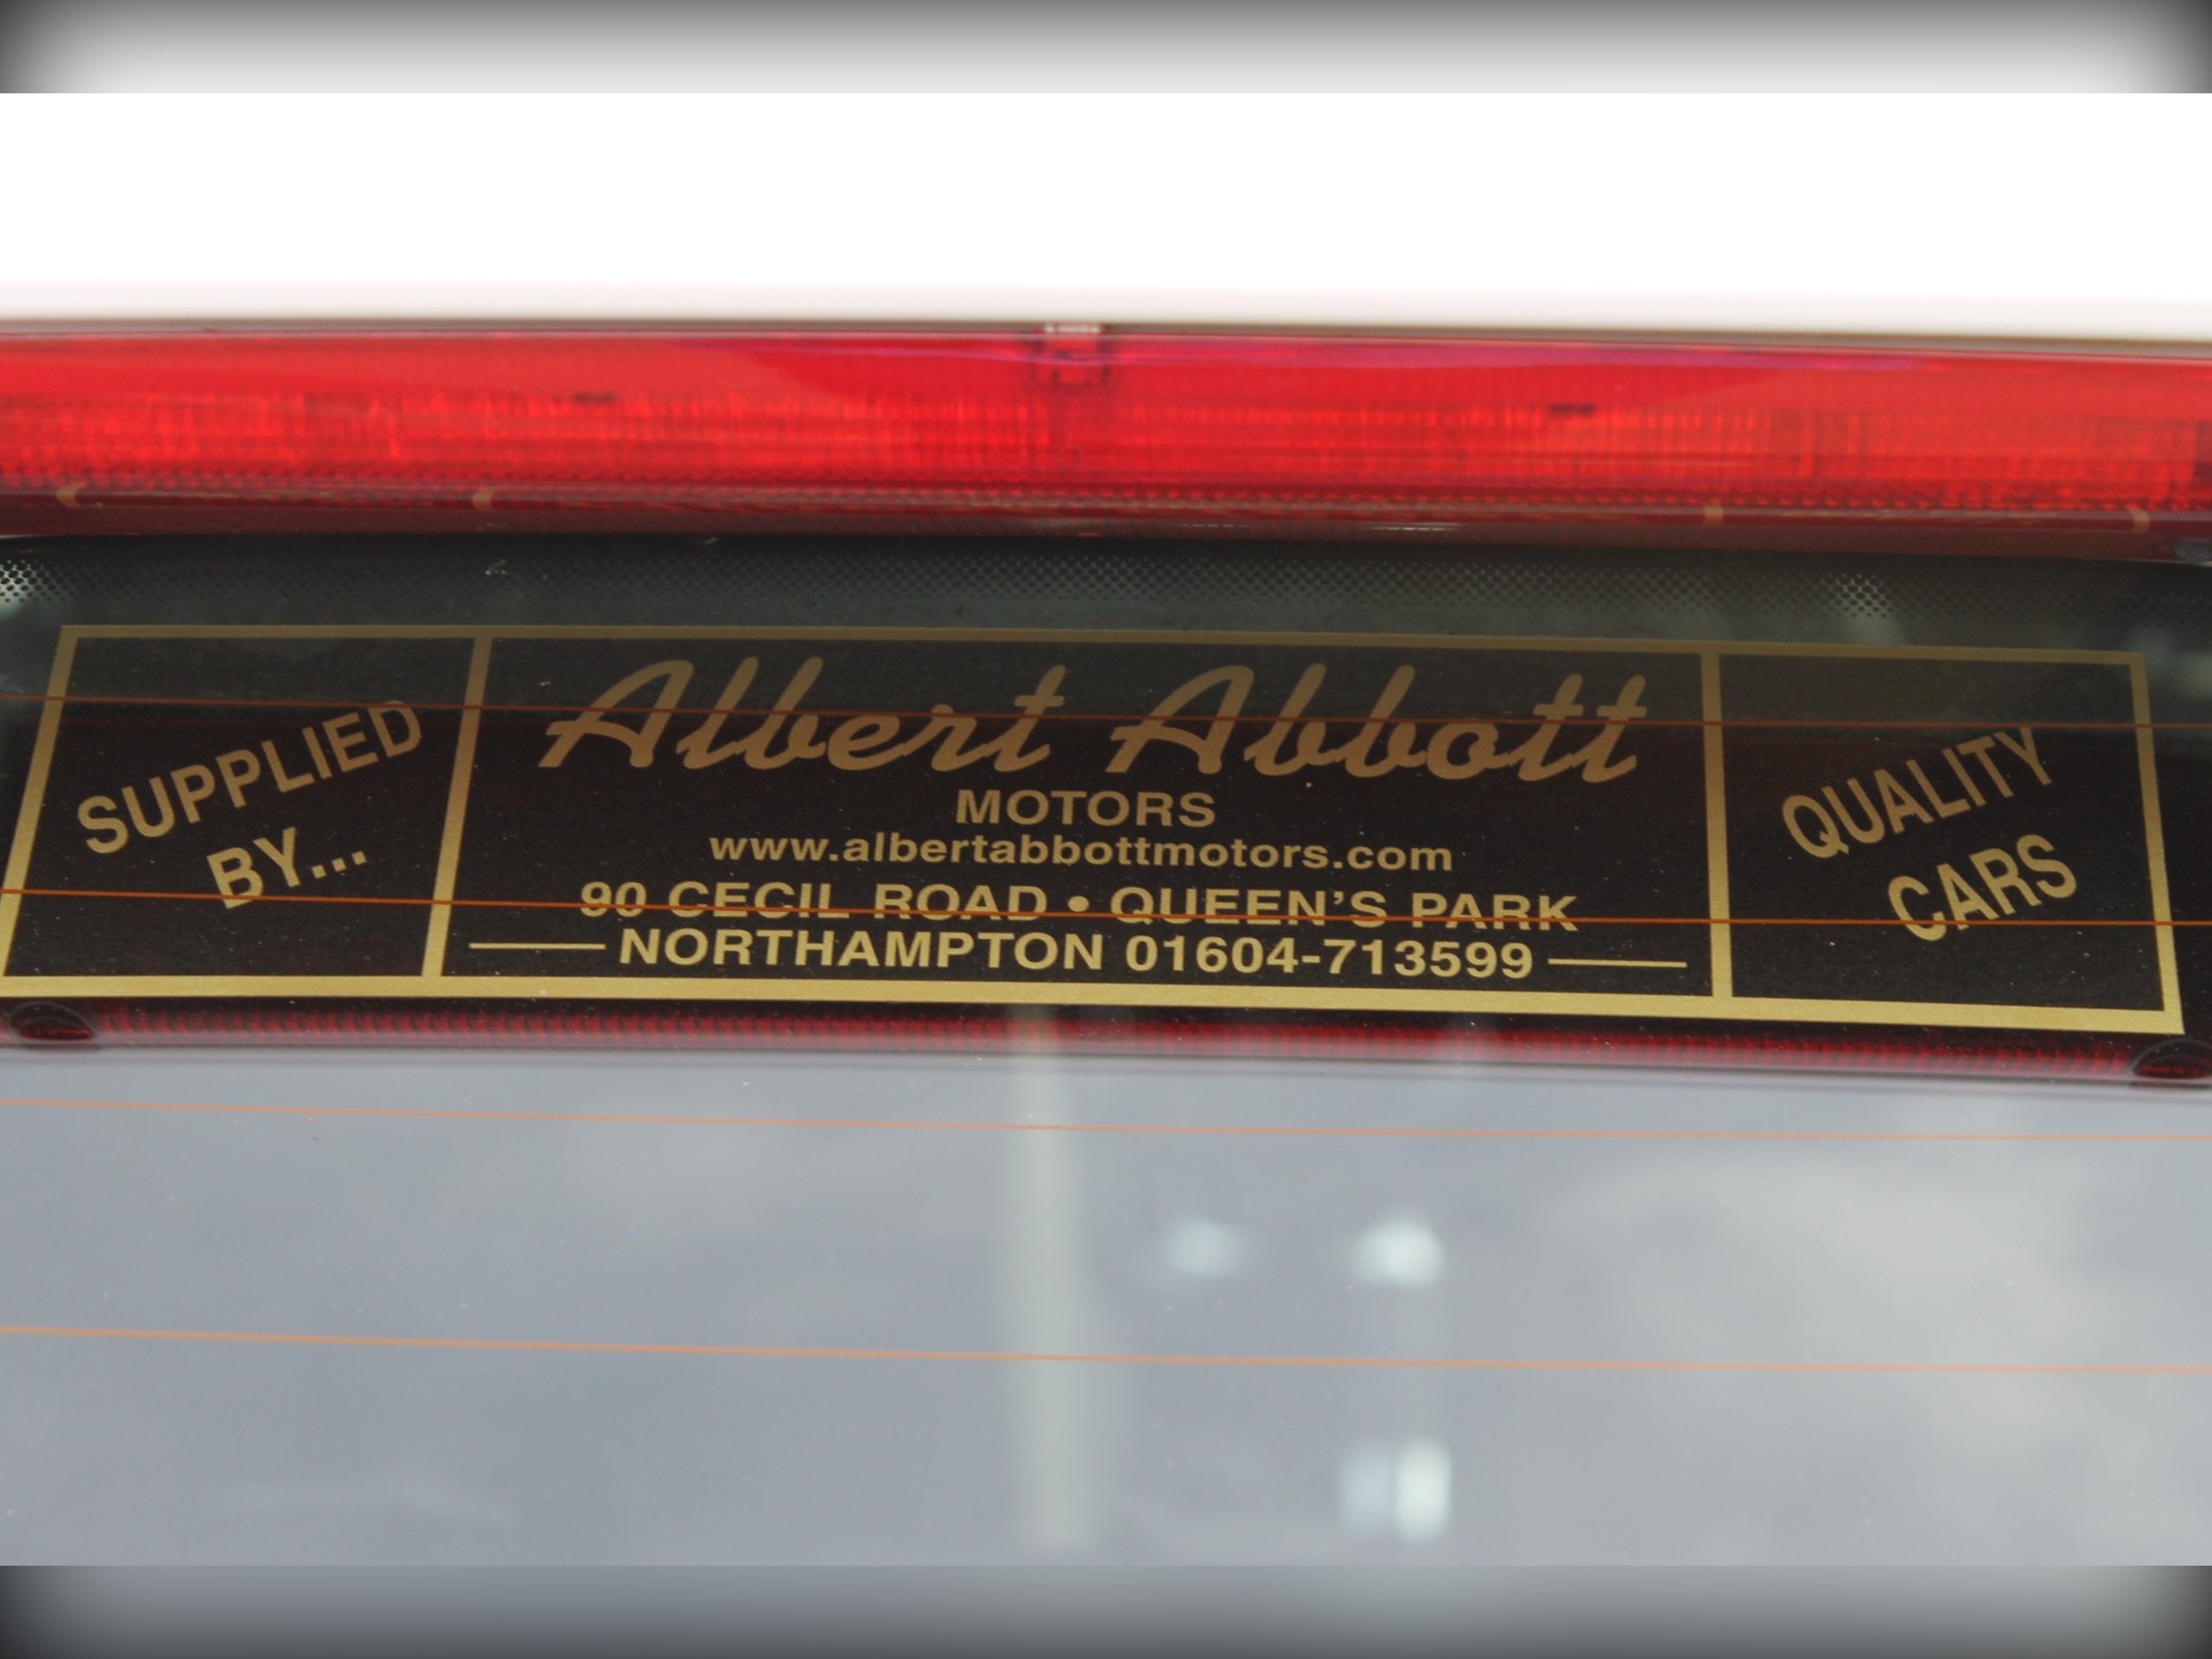 SUPPLIED
BY...
Albert Abbott
MOTORS
www.albertabbottmotors.com
90 CECIL ROAD • QUEEN'S PARK
NORTHAMPTON 01604-713599
QUALITY
CARS